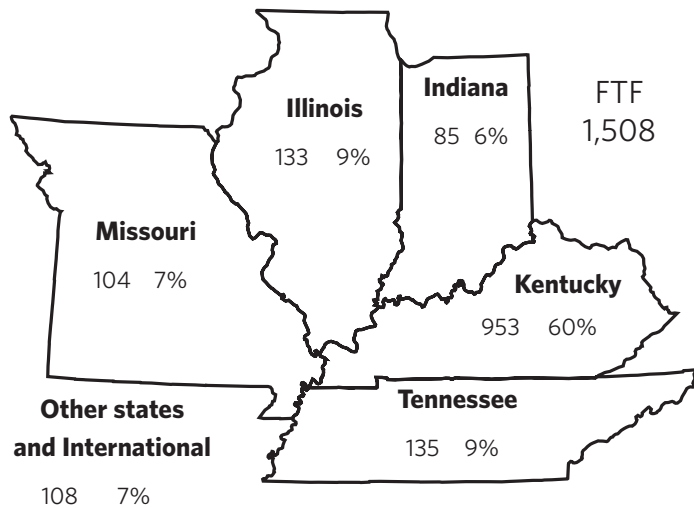 Illinois
133 9%
Indiana
85 6%
FTF
1,508
Missouri
104 7%
Kentucky
953 60%
Tennessee
135 9%
Other states
and International
108 7%